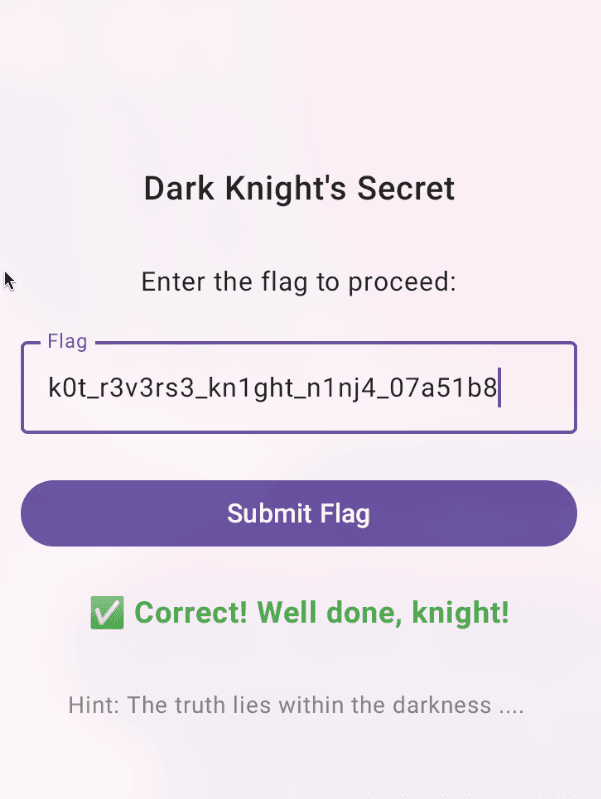 Dark Knight's Secret
Enter the flag to proceed:
Flag
k0t_r3v3rs3_kn1ght_n1nj4_07a51b8
Submit Flag
✅ Correct! Well done, knight!
Hint: The truth lies within the darkness ....